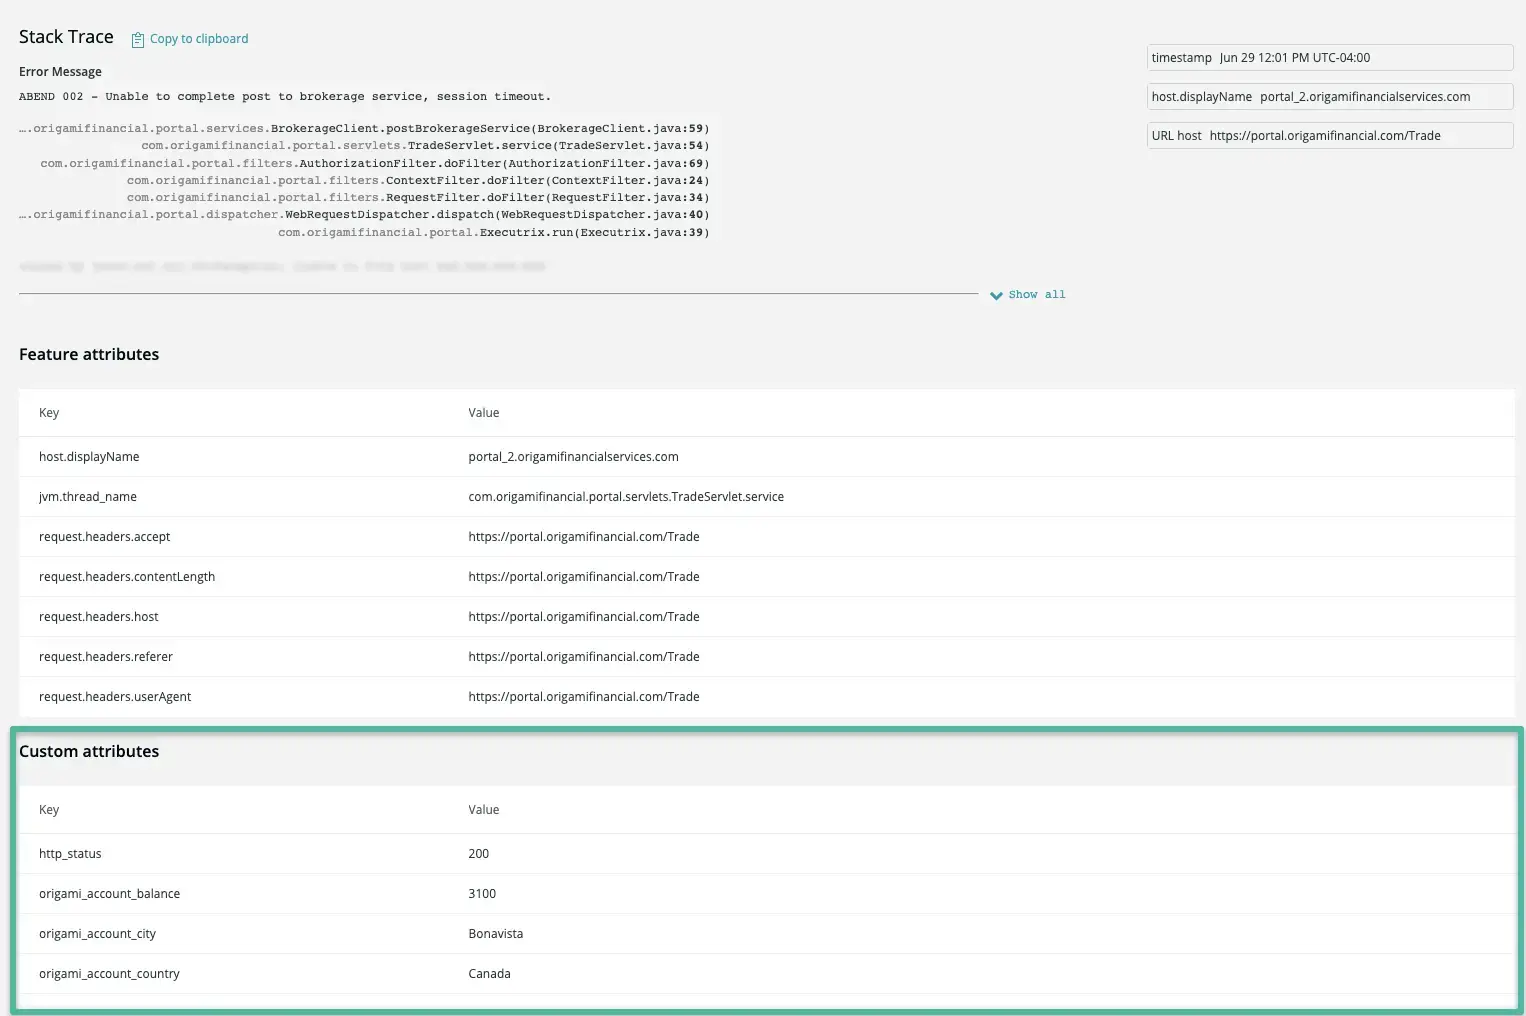 Stack Trace Copy to clipboard
timestamp Jun 29 12:01 PM UTC-04:00
Error Message
host.displayName portal_2.origamifinancialservices.com
ABEND 002 - Unable to complete post to brokerage service, session timeout.
URL host https://portal.origamifinancial.com/Trade
….origamifinancial.portal.services.BrokerageClient.postBrokerageService(BrokerageClient.java:59)
com.origamifinancial.portal.servlets.TradeServlet.service(TradeServlet.java:54)
com.origamifinancial.portal.filters.AuthorizationFilter.doFilter(AuthorizationFilter.java:69)
com.origamifinancial.portal.filters.ContextFilter.doFilter(ContextFilter.java:24)
com.origamifinancial.portal.filters.RequestFilter.doFilter(RequestFilter.java:34)
….origamifinancial.portal.dispatcher.WebRequestDispatcher.dispatch(WebRequestDispatcher.java:40)
com.origamifinancial.portal.Executrix.run(Executrix.java:39)
Show all
Feature attributes
Key Value
host.displayName portal_2.origamifinancialservices.com
jvm.thread_name com.origamifinancial.portal.servlets.TradeServlet.service
request.headers.accept https://portal.origamifinancial.com/Trade
request.headers.contentLength https://portal.origamifinancial.com/Trade
request.headers.host https://portal.origamifinancial.com/Trade
request.headers.referer https://portal.origamifinancial.com/Trade
request.headers.userAgent https://portal.origamifinancial.com/Trade
Custom attributes
Key Value
http_status 200
origami_account_balance 3100
origami_account_city Bonavista
origami_account_country Canada